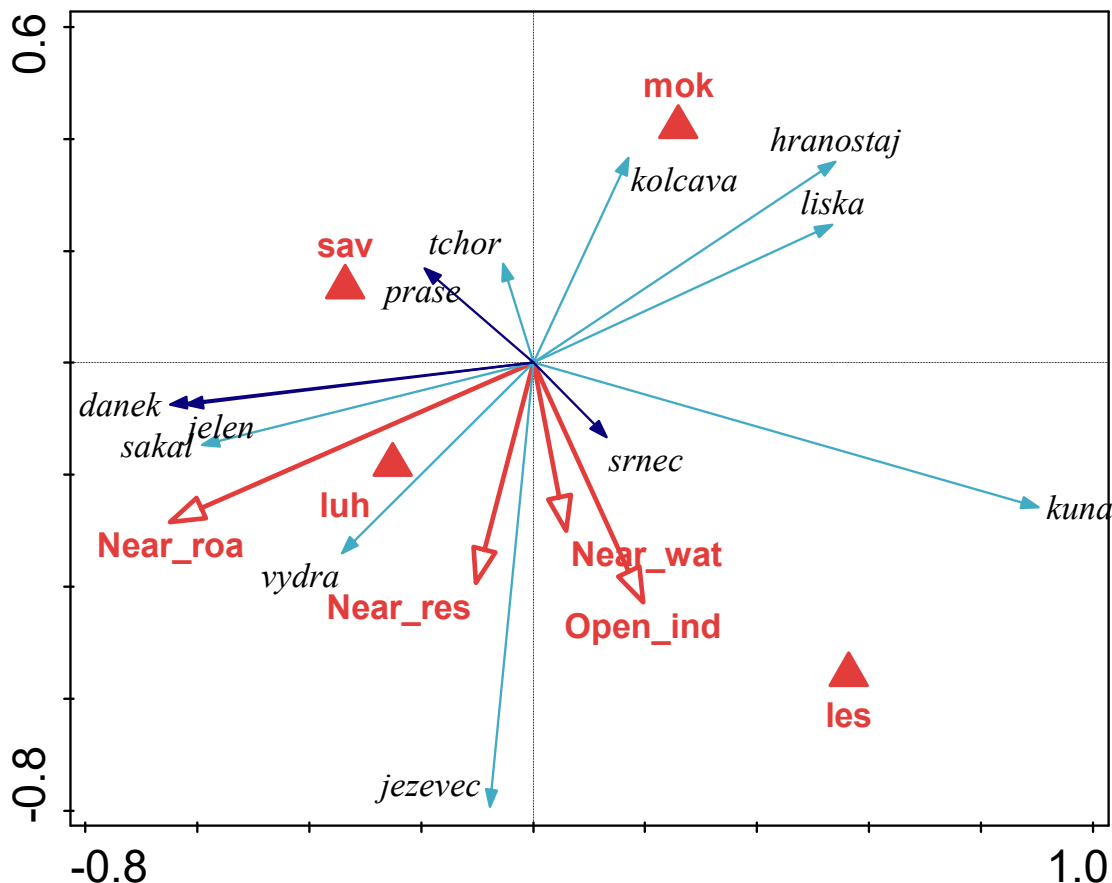 0.6
mok
hranostaj
kolcava
liska
sav
tchor
prase
danek
jelen
sakal
srnec
luh
kuna
Near_roa
Near_wat
vydra
Near_res
Open_ind
les
jezevec
-0.8
-0.8
1.0